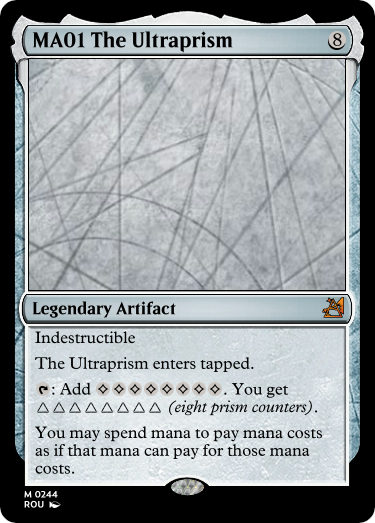 MA01 The Ultraprism 8
Legendary Artifact
Indestructible
The Ultraprism enters tapped.
: Add ◇◇◇◇◇◇◇◇. You get
△△△△△△△△ (eight prism counters).
You may spend mana to pay mana costs
as if that mana can pay for those mana
costs.
M 0244
ROU